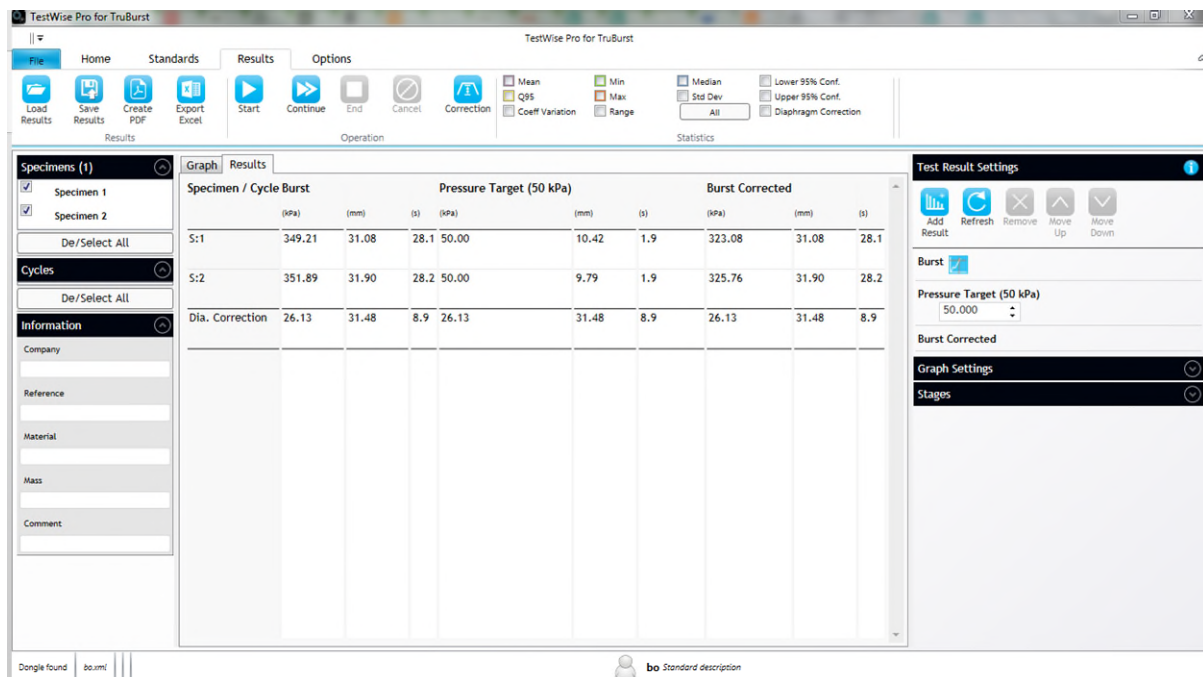 TestWise Pro for TruBurst
TestWise Pro for TruBurst
File Home Standards Results Options
Load Results Save Results Create PDF Export Excel
Results
Start Continue End Cancel Correction
Operation
Mean Min Median Lower 95% Conf.
Q95 Max Std Dev Upper 95% Conf.
Coeff Variation Range All Diaphragm Correction
Statistics
Specimens (1)
Specimen 1
Specimen 2
De/Select All
Cycles
De/Select All
Information
Company
Reference
Material
Mass
Comment
Graph Results
Specimen / Cycle Burst Pressure Target (50 kPa) Burst Corrected
(kPa) (mm) (s) (kPa) (mm) (s) (kPa) (mm) (s)
S:1 349.21 31.08 28.1 50.00 10.42 1.9 323.08 31.08 28.1
S:2 351.89 31.90 28.2 50.00 9.79 1.9 325.76 31.90 28.2
Dia. Correction 26.13 31.48 8.9 26.13 31.48 8.9 26.13 31.48 8.9
Test Result Settings
Add Result Refresh Remove Move Up Move Down
Burst
Pressure Target (50 kPa)
50.000
Burst Corrected
Graph Settings
Stages
Dongle found bo.xml bo Standard description